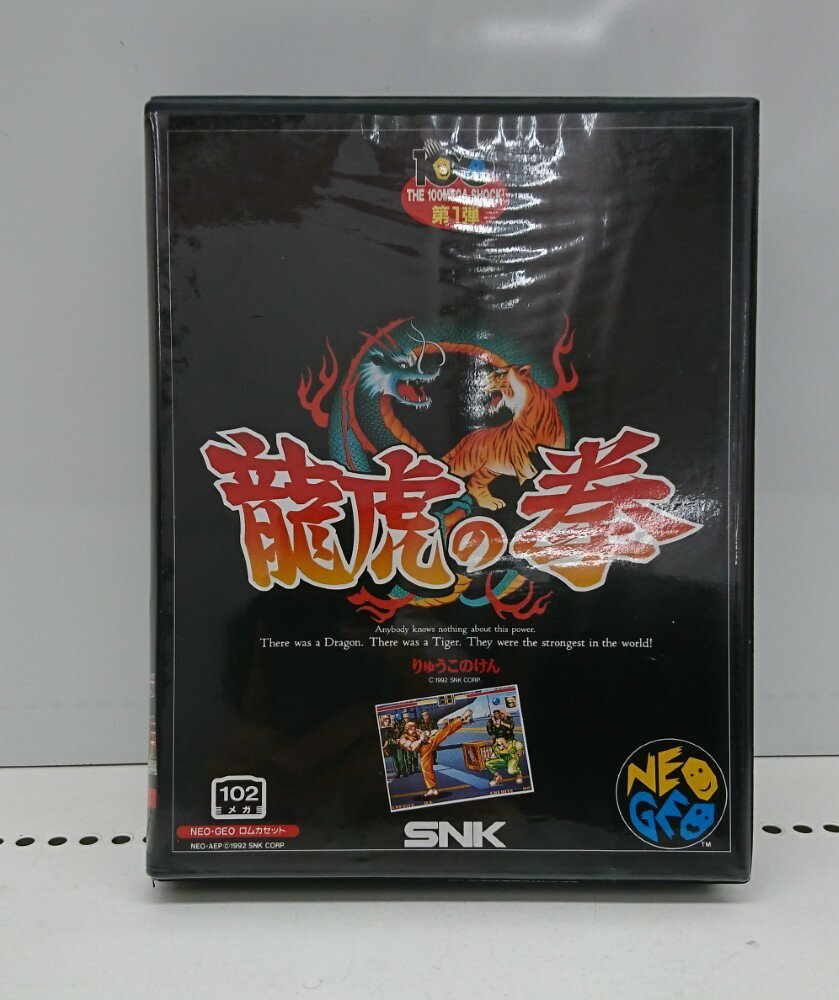 100
THE 100MEGA SHOCK!
第1弾
龍虎の拳
Anybody knows nothing about this power.
There was a Dragon. There was a Tiger. They were the strongest in the world!
りゅうこのけん
©1992 SNK CORP.
102
メガ
NEO-GEO ロムカセット
NEO-AEP ©1992 SNK CORP.
SNK
NEO
GEO
TM